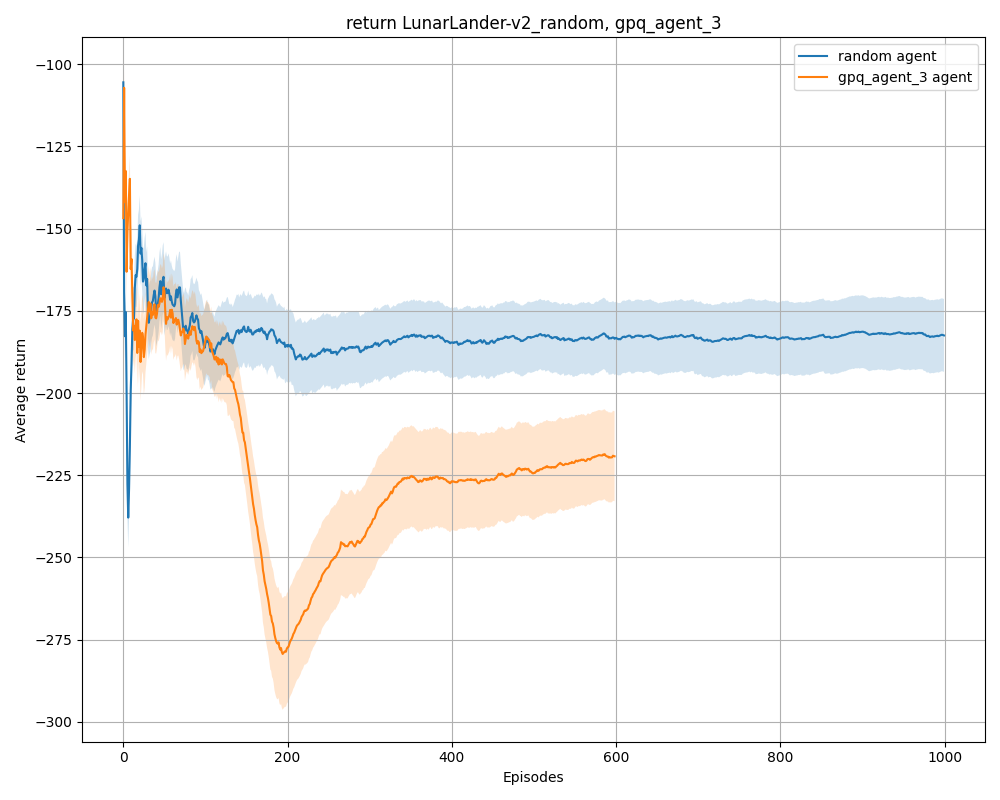 return LunarLander-v2_random, gpq_agent_3
random agent
gpq_agent_3 agent
Average return
−100
−125
−150
−175
−200
−225
−250
−275
−300
0 200 400 600 800 1000
Episodes